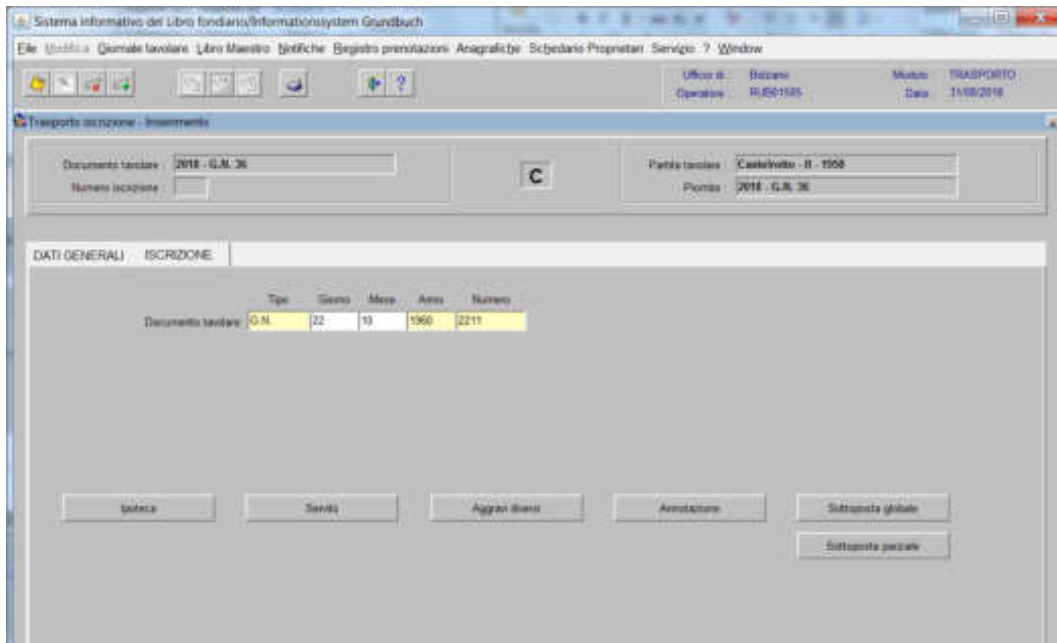 Sistema informativo del Libro fondiario/Informationssystem Grundbuch
File Modifica Giornale tavolare Libro Maestro Notifiche Registro prenotazioni Anagrafiche Schedario Proprietari Servizio ? Window
Ufficio di Bolzano Modulo TRASPORTO
Operatore Data 31/08/2018
Trasporto iscrizione - Inserimento
Documento tavolare 2018 - G.N. 36 Partita tavolare Castelrotto - II - 1958
C
Numero iscrizione Piombo 2018 - G.N. 36
DATI GENERALI ISCRIZIONE
Tipo Giorno Mese Anno Numero
Documento tavolare G.N. 22 10 1960 2211
Ipoteca Servitù Aggravi diversi Annotazione Sottoposta globale
Sottoposta parziale